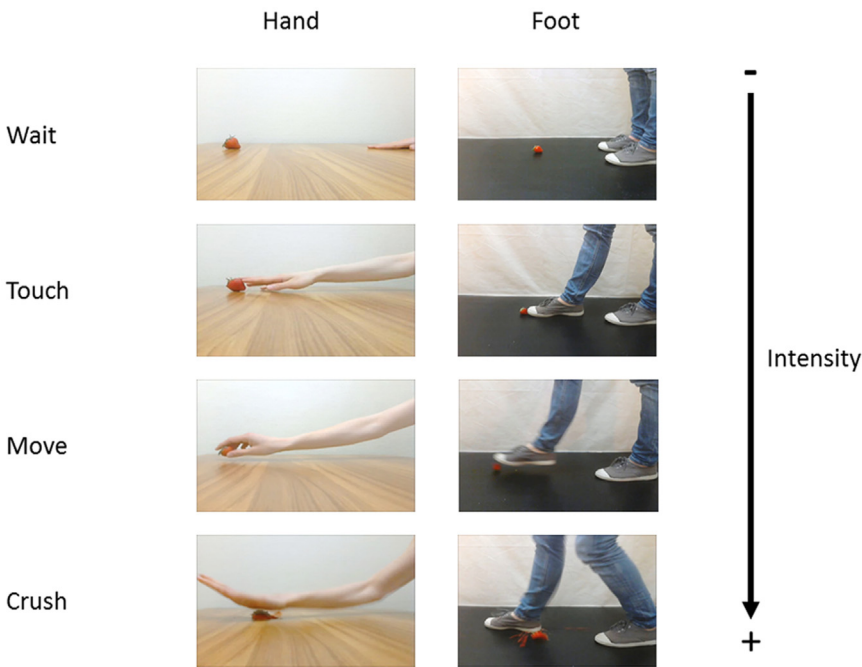 Hand
Foot
-
Wait
Touch
Intensity
Move
Crush
+